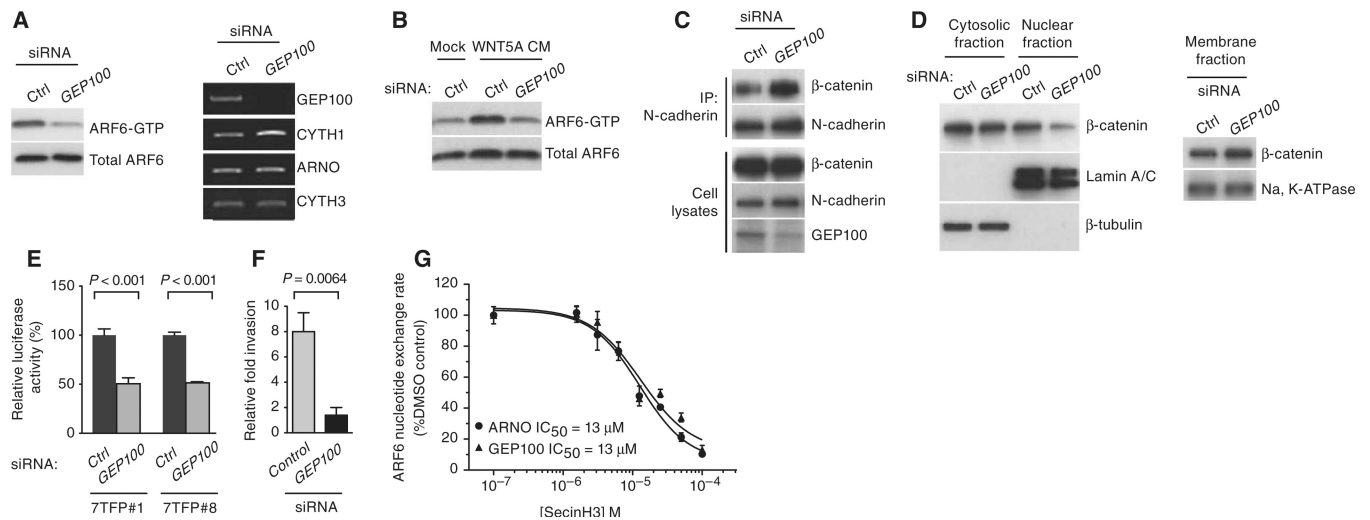 A
siRNA
Ctrl
GEP100
ARF6-GTP
Total ARF6
siRNA
Ctrl
GEP100
GEP100
CYTH1
ARNO
CYTH3
B
Mock WNT5A CM
siRNA:
Ctrl
Ctrl
GEP100
ARF6-GTP
Total ARF6
C
siRNA
Ctrl
GEP100
IP:
N-cadherin
β-catenin
N-cadherin
Cell
lysates
β-catenin
N-cadherin
GEP100
D
Cytosolic
fraction
Nuclear
fraction
siRNA:
Ctrl
GEP100
Ctrl
GEP100
β-catenin
Lamin A/C
β-tubulin
Membrane
fraction
siRNA
Ctrl
GEP100
β-catenin
Na, K-ATPase
E
P < 0.001
P < 0.001
Relative luciferase
activity (%)
150
100
50
0
siRNA:
Ctrl
GEP100
Ctrl
GEP100
7TFP#1
7TFP#8
F
P = 0.0064
Relative fold invasion
10
8
6
4
2
0
Control
GEP100
siRNA
G
ARF6 nucleotide exchange rate
(%DMSO control)
120
100
80
60
40
20
0
ARNO IC50 = 13 μM
GEP100 IC50 = 13 μM
10−7
10−6
10−5
10−4
[SecinH3] M